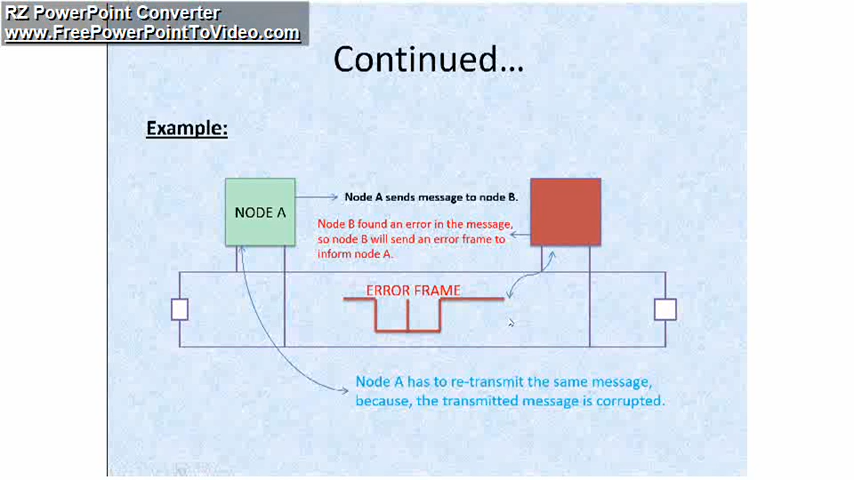 RZ PowerPoint Converter
www.FreePowerPointToVideo.com
Continued...
Example:
NODE A
Node A sends message to node B.
Node B found an error in the message,
so node B will send an error frame to
inform node A.
ERROR FRAME
Node A has to re-transmit the same message,
because, the transmitted message is corrupted.